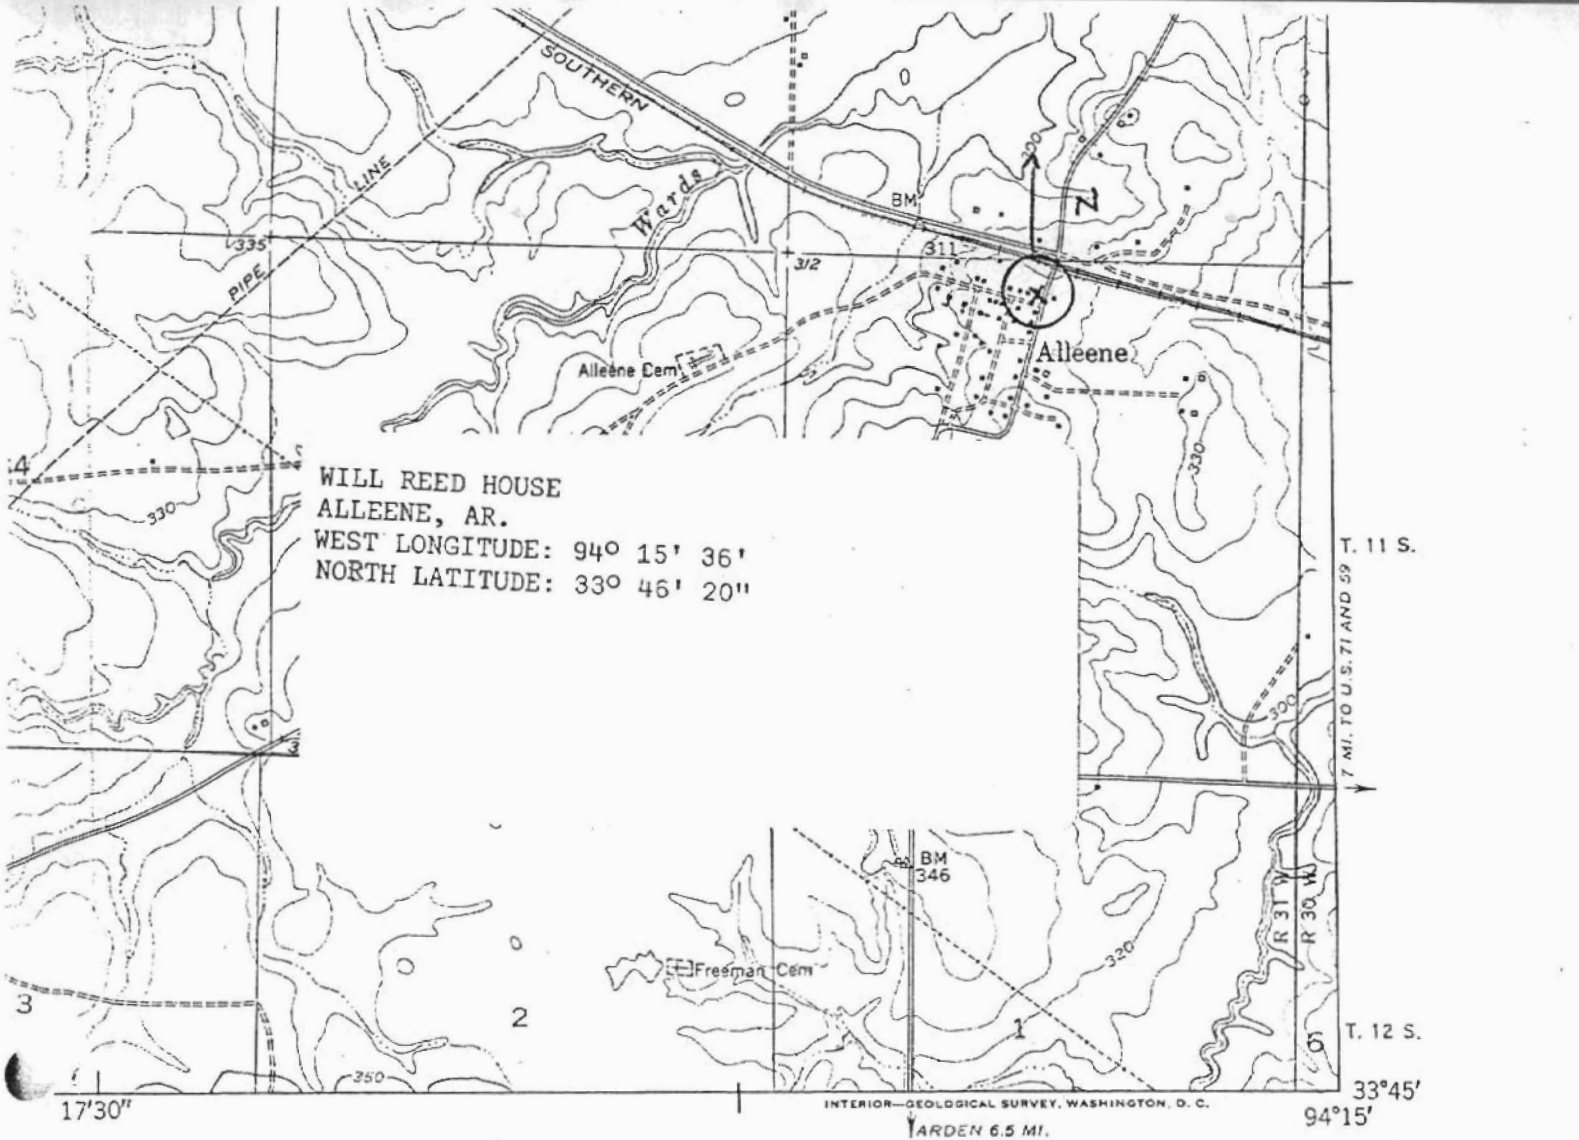 SOUTHERN
0
300
PIPE LINE
Wards
BM
N
335
312
311
Alleene
Alleene Cem
330
WILL REED HOUSE
ALLEENE, AR.
WEST LONGITUDE: 94° 15' 36'
NORTH LATITUDE: 33° 46' 20"
330
T. 11 S.
7 MI. TO U.S. 71 AND 59
300
BM
346
R 31 W
R 30 W
320
Freeman Cem
3
2
1
6
T. 12 S.
350
33°45'
17'30"
INTERIOR—GEOLOGICAL SURVEY, WASHINGTON, D. C.
94°15'
ARDEN 6.5 MI.